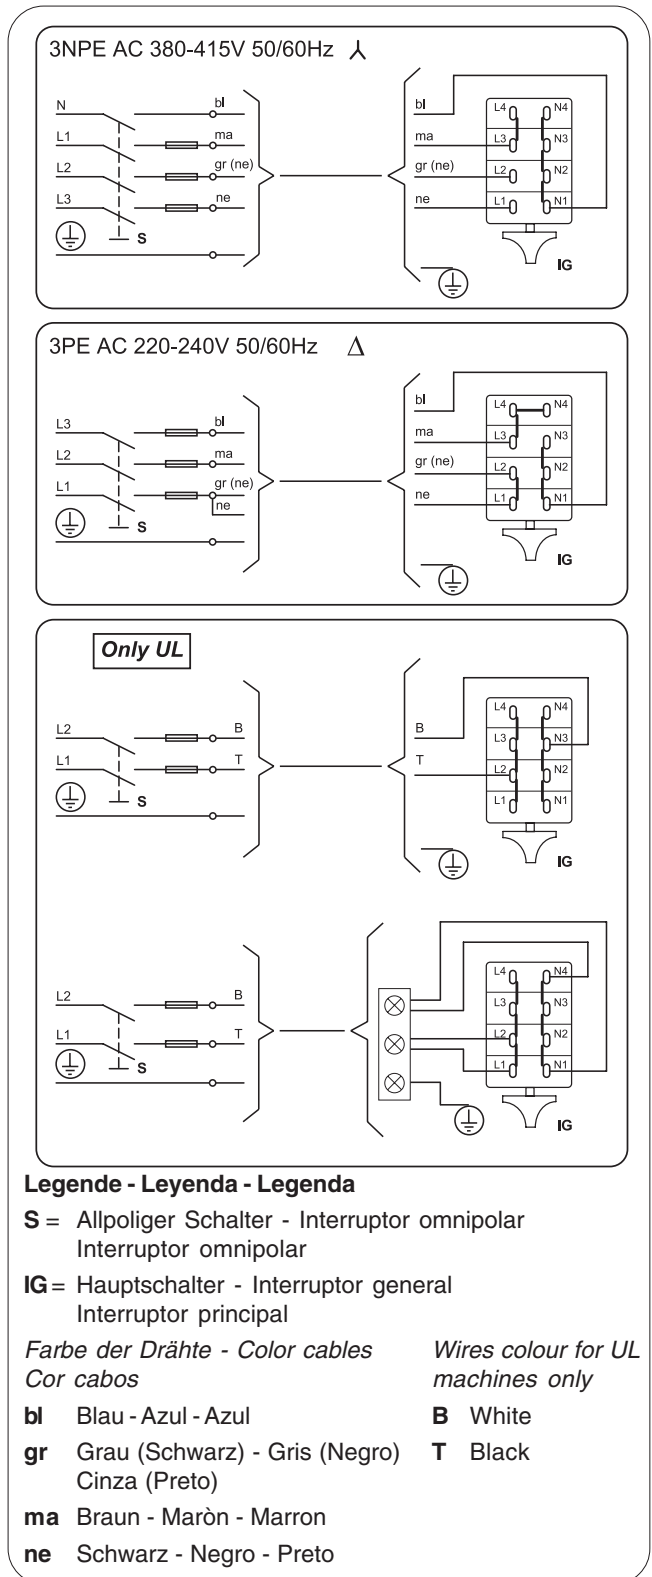 3NPE AC 380-415V 50/60Hz
N bl
L1 ma
L2 gr (ne)
L3 ne
S
bl L4 N4
ma L3 N3
gr (ne) L2 N2
ne L1 N1
IG
3PE AC 220-240V 50/60Hz Δ
L3 bl
L2 ma
L1 gr (ne)
ne
S
bl L4 N4
ma L3 N3
gr (ne) L2 N2
ne L1 N1
IG
Only UL
L2 B
L1 T
S
B L4 N4
L3 N3
T L2 N2
L1 N1
IG
L2 B
L1 T
S
L4 N4
L3 N3
L2 N2
L1 N1
IG
Legende - Leyenda - Legenda
S = Allpoliger Schalter - Interruptor omnipolar
Interruptor omnipolar
IG = Hauptschalter - Interruptor general
Interruptor principal
Farbe der Drähte - Color cables
Cor cabos
bl Blau - Azul - Azul
gr Grau (Schwarz) - Gris (Negro)
Cinza (Preto)
ma Braun - Maròn - Marron
ne Schwarz - Negro - Preto
Wires colour for UL
machines only
B White
T Black